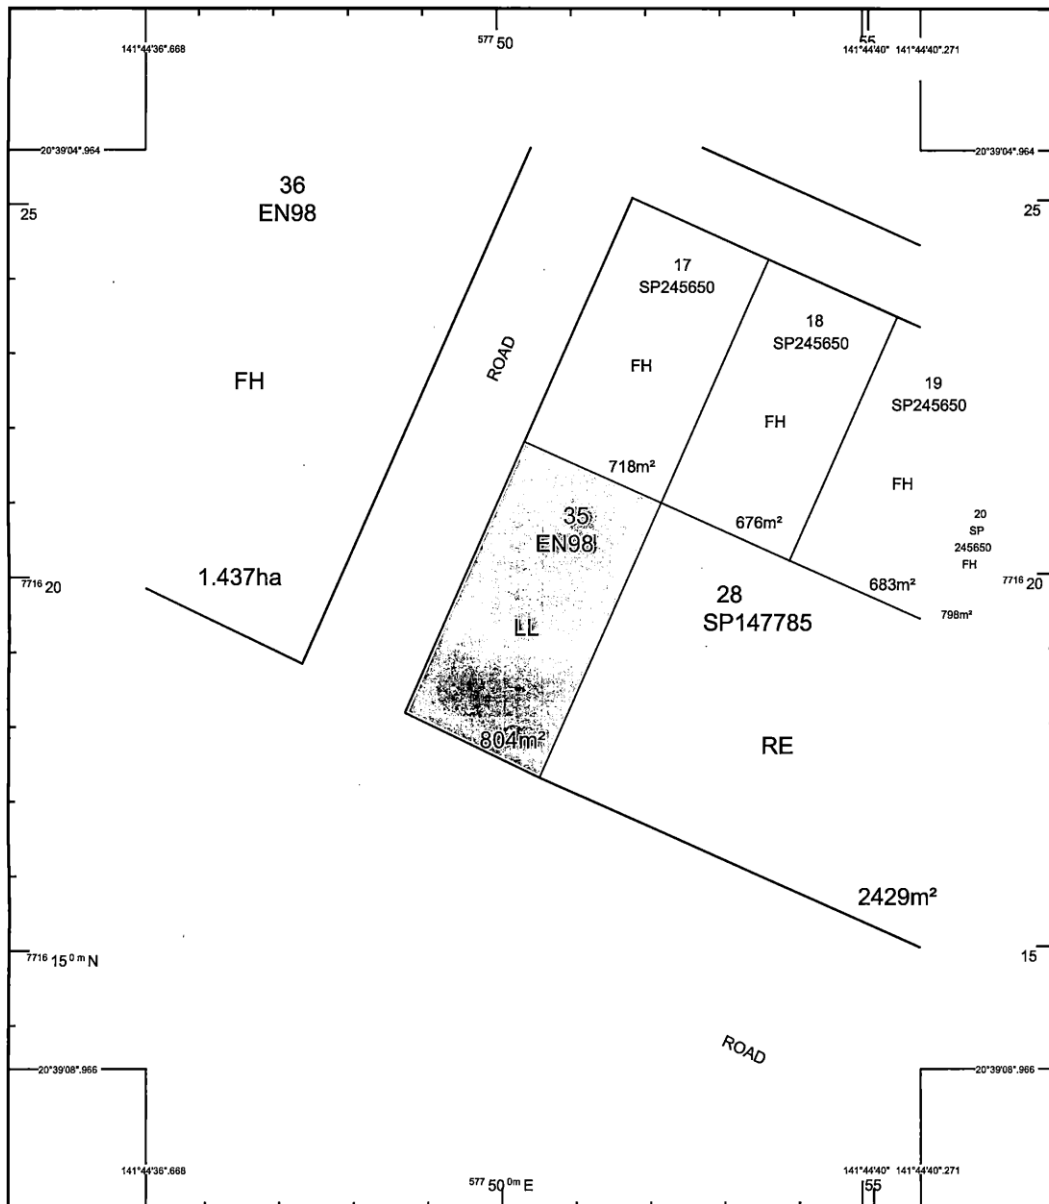 577 50
55
141°44'36".668
141°44'40"
141°44'40".271
20°39'04".964
20°39'04".964
36
EN98
25
25
17
SP245650
18
SP245650
ROAD
FH
FH
19
SP245650
FH
718m²
FH
35
EN98
676m²
20
SP
245650
FH
1.437ha
7716 20
683m²
7716 20
28
SP147785
798m²
LL
804m²
RE
2429m²
7716 15 0 m N
15
ROAD
20°39'08".966
20°39'08".966
141°44'36".668
141°44'40"
141°44'40".271
577 50 0m E
55